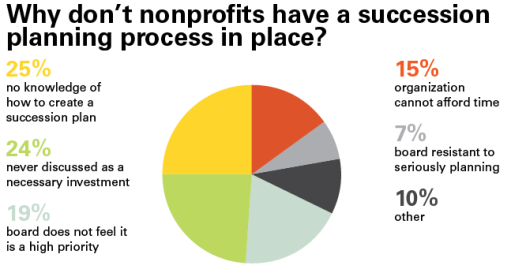 Why don't nonprofits have a succession
planning process in place?
25%
no knowledge of
how to create a
succession plan
24%
never discussed as a
necessary investment
19%
board does not feel it
is a high priority
15%
organization
cannot afford time
7%
board resistant to
seriously planning
10%
other